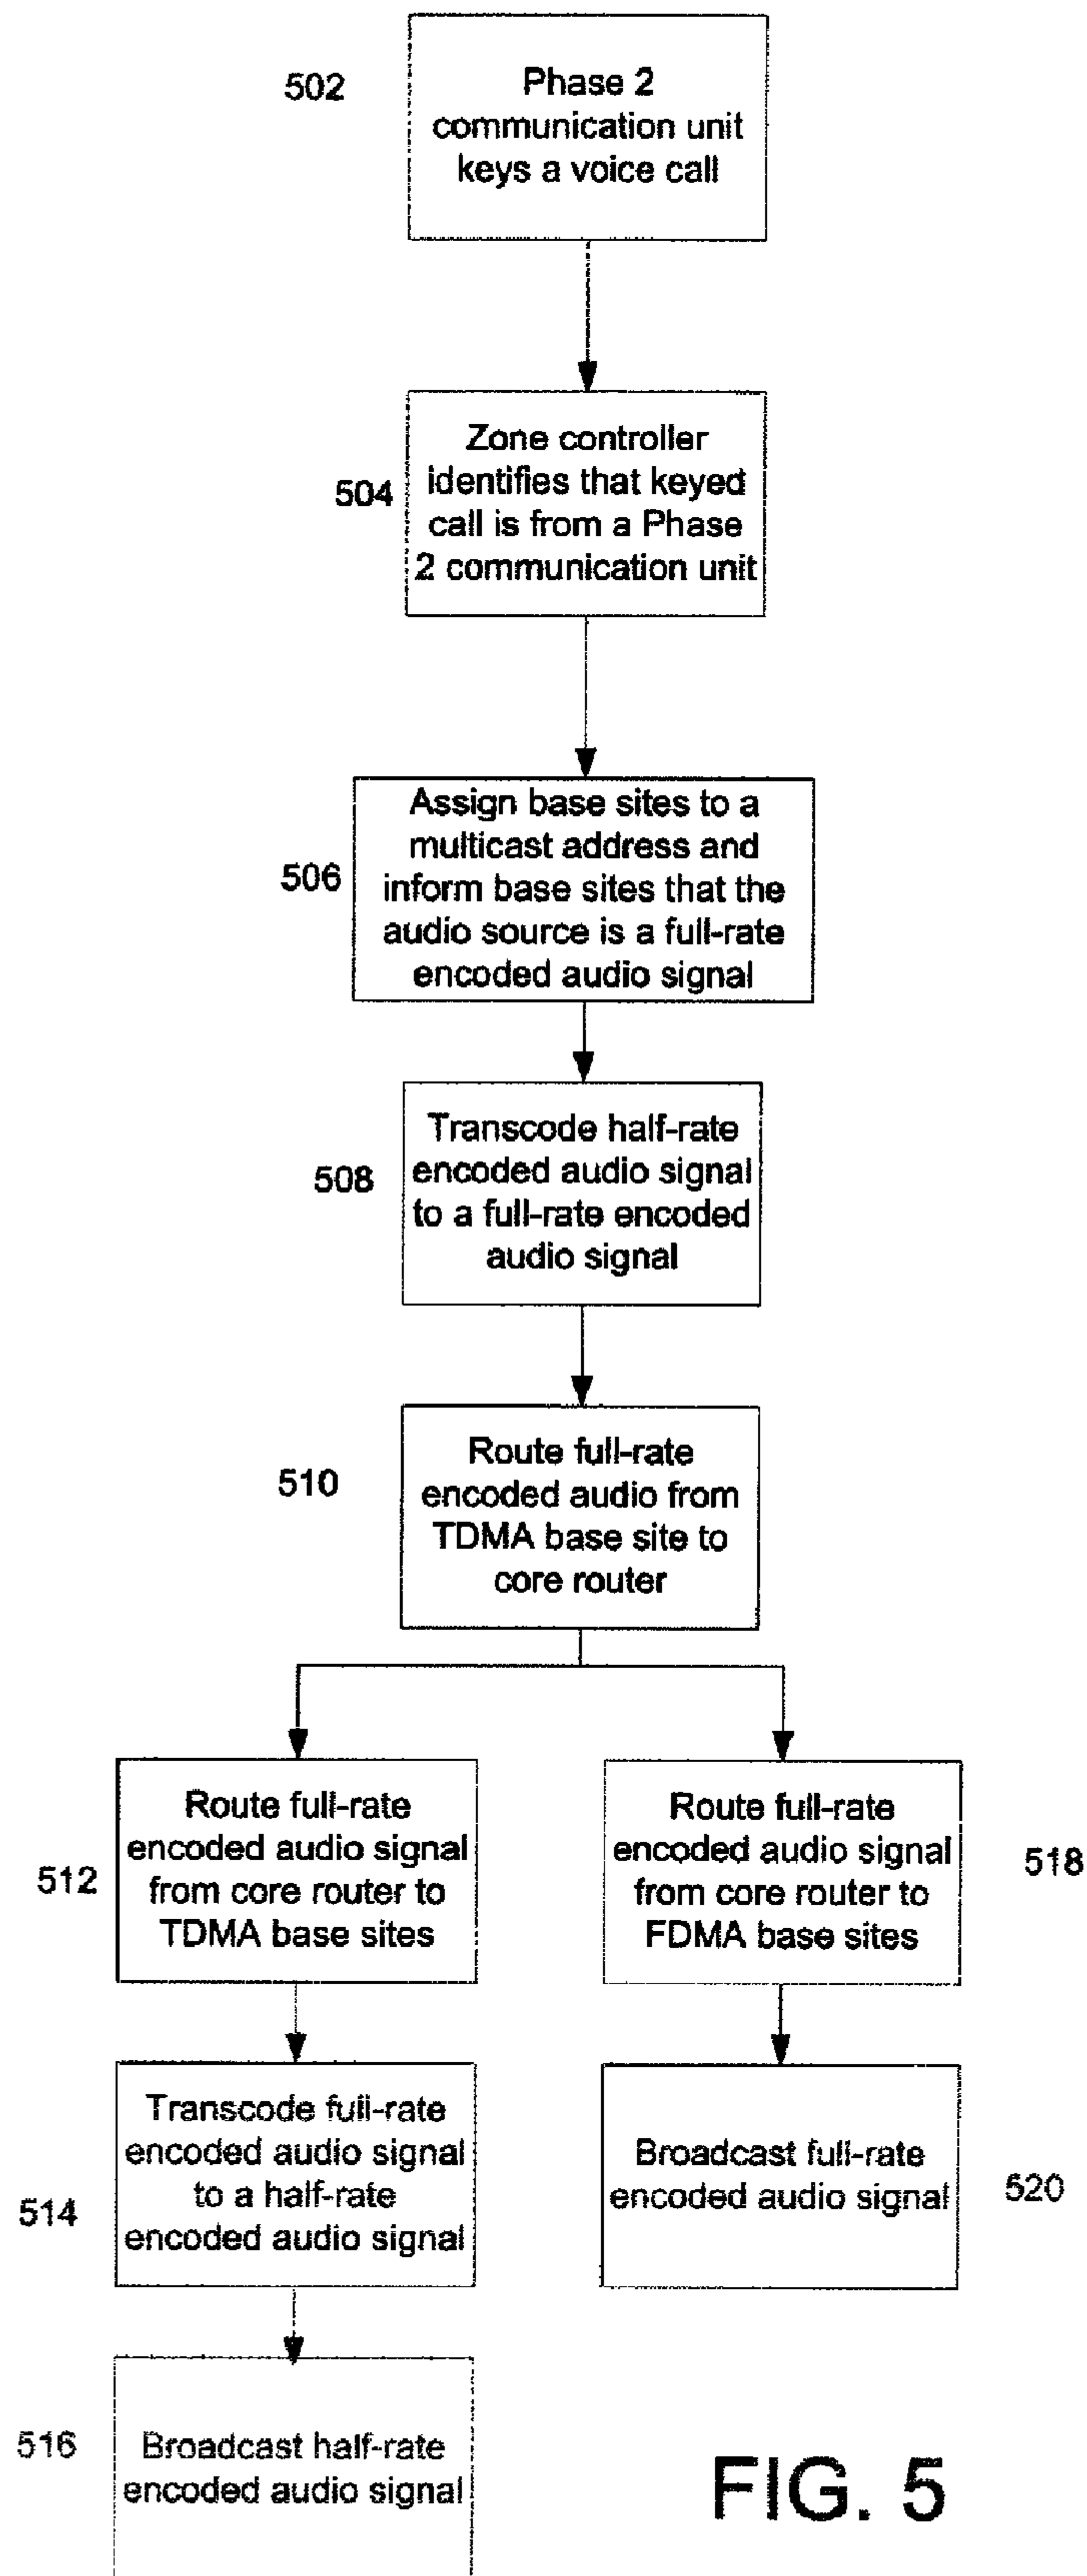 502
Phase 2
communication unit
keys a voice call
504
Zone controller
identifies that keyed
call is from a Phase
2 communication unit
506
Assign base sites to a
multicast address and
inform base sites that the
audio source is a full-rate
encoded audio signal
508
Transcode half-rate
encoded audio signal
to a full-rate encoded
audio signal
510
Route full-rate
encoded audio from
TDMA base site to
core router
512
Route full-rate
encoded audio signal
from core router to
TDMA base sites
Route full-rate
encoded audio signal
from core router to
FDMA base sites
518
514
Transcode full-rate
encoded audio signal
to a half-rate
encoded audio signal
Broadcast full-rate
encoded audio signal
520
516
Broadcast half-rate
encoded audio signal
FIG. 5